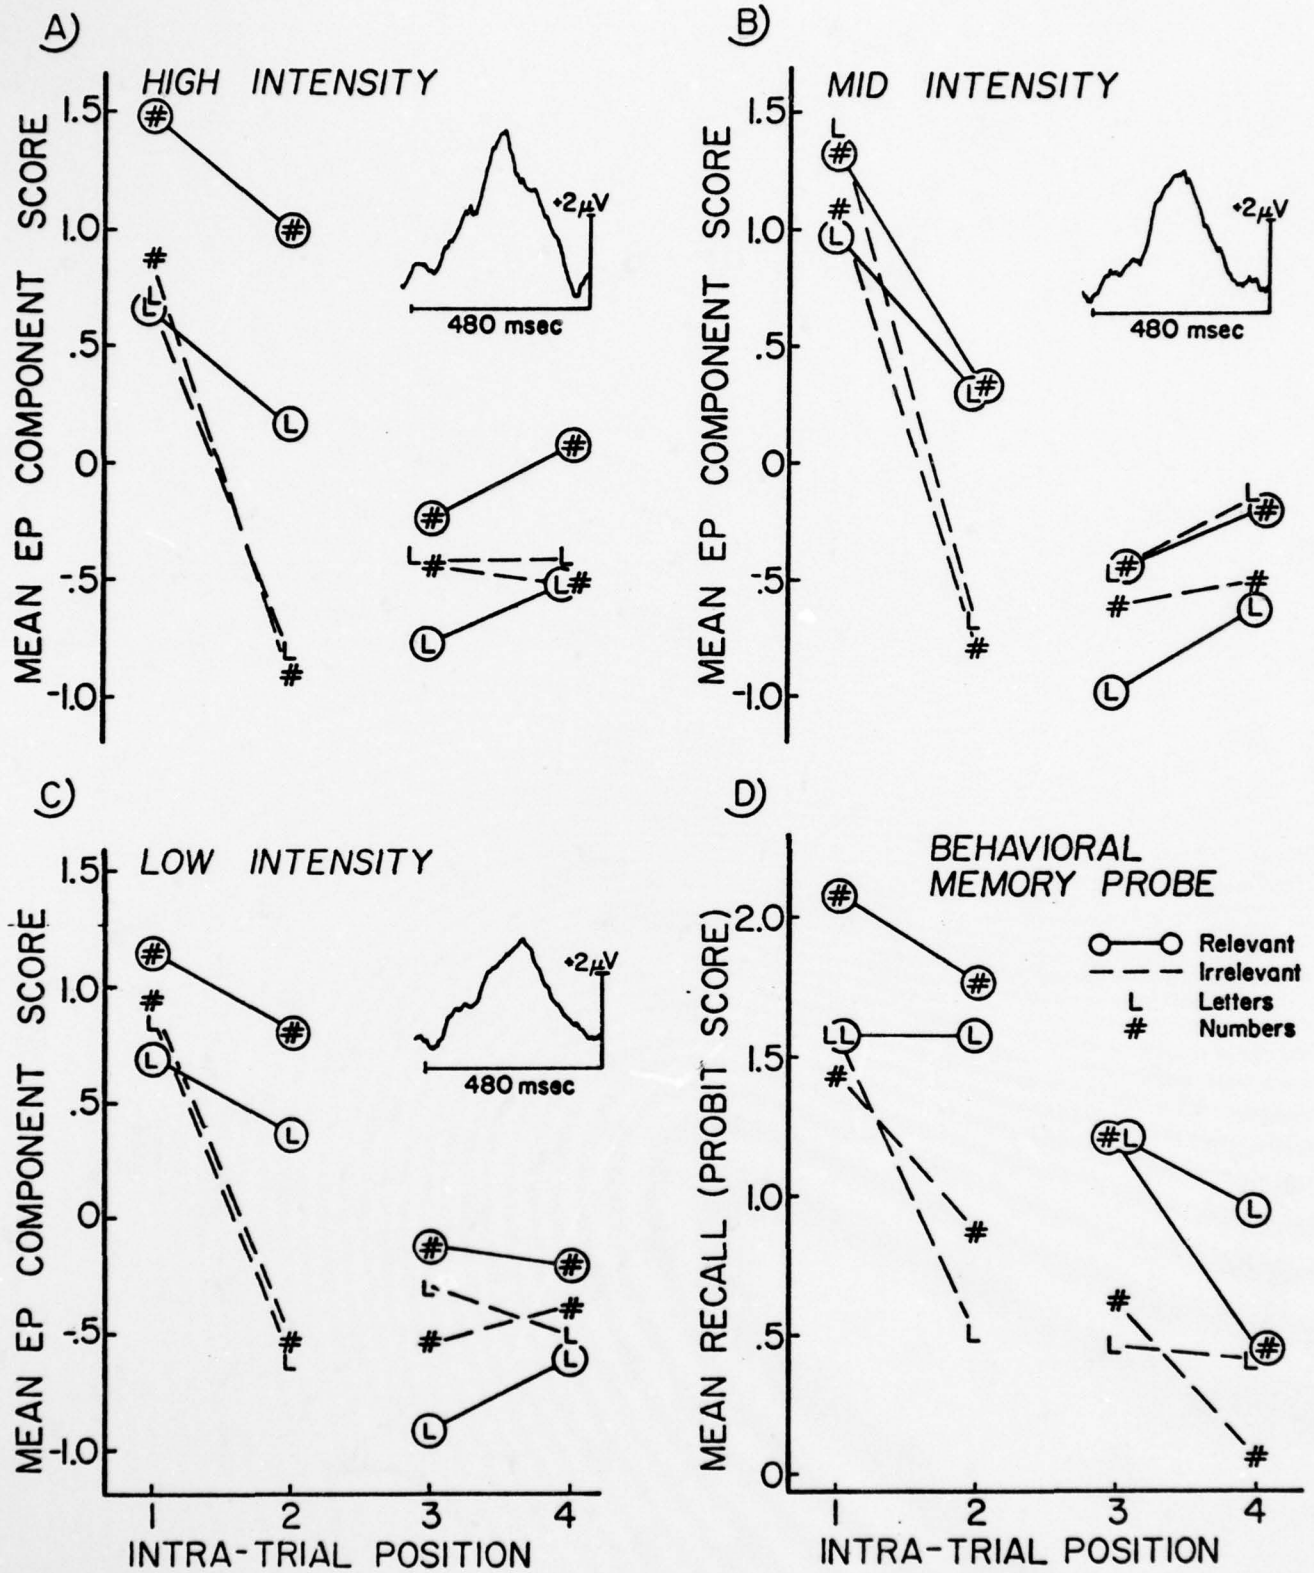 A)
HIGH INTENSITY
MEAN EP COMPONENT SCORE
1.5
1.0
.5
0
-.5
-1.0
# # # L L L L # # # # L L L L #
+2μV
480 msec
B)
MID INTENSITY
MEAN EP COMPONENT SCORE
1.5
1.0
.5
0
-.5
-1.0
L # # L L # L # L # # L L # # L
+2μV
480 msec
C)
LOW INTENSITY
MEAN EP COMPONENT SCORE
1.5
1.0
.5
0
-.5
-1.0
# # L L # L # L # L # L # # L L
+2μV
480 msec
1 2 3 4
INTRA-TRIAL POSITION
D)
BEHAVIORAL
MEMORY PROBE
MEAN RECALL (PROBIT SCORE)
2.0
1.5
1.0
.5
0
# L L # # L # L # L # L L L # #
Relevant
Irrelevant
L Letters
# Numbers
1 2 3 4
INTRA-TRIAL POSITION